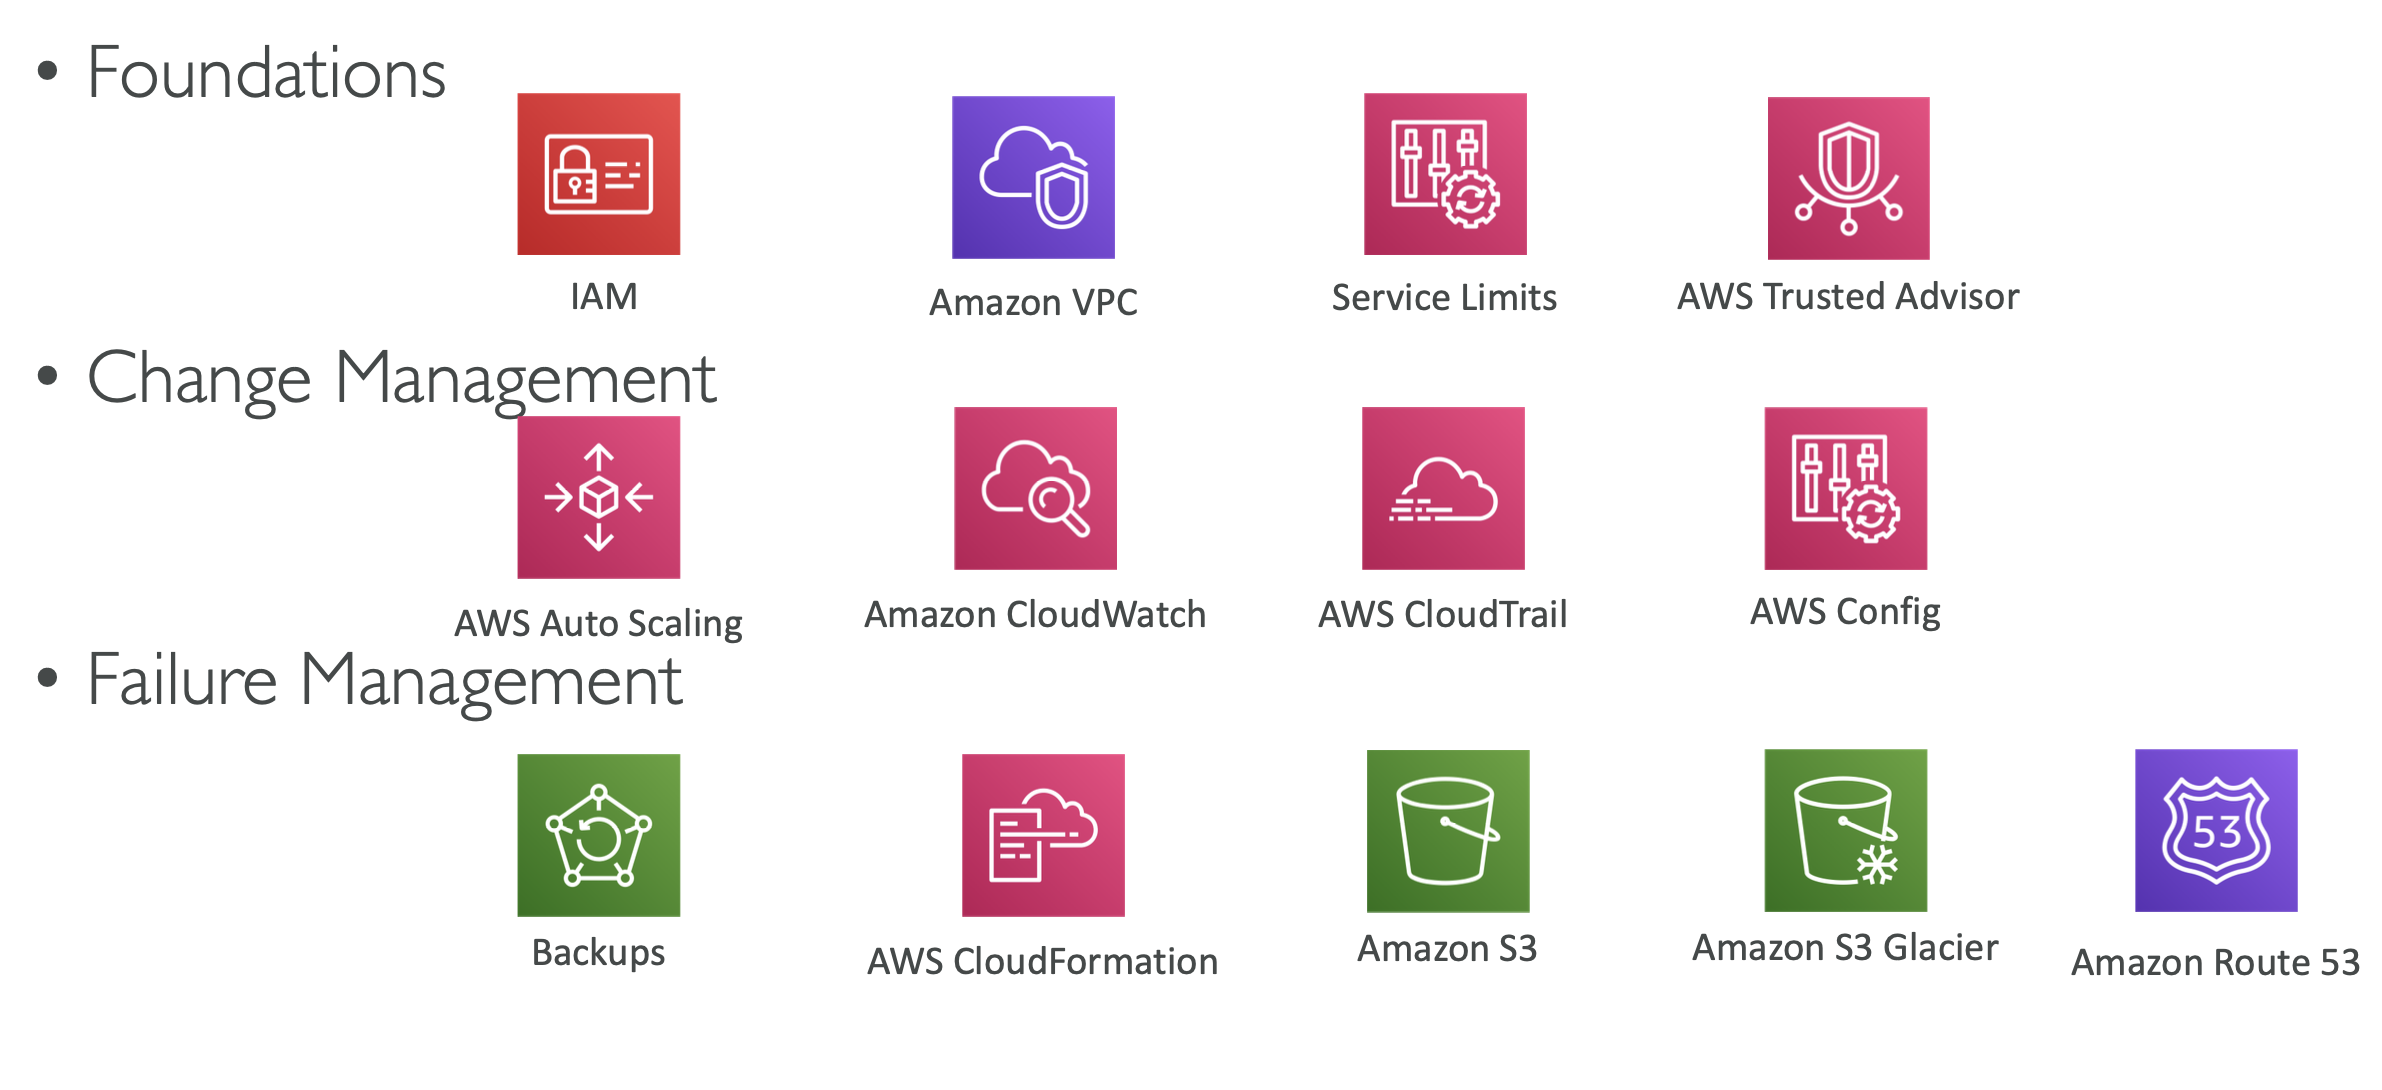 • Foundations
IAM
Amazon VPC
Service Limits
AWS Trusted Advisor
• Change Management
AWS Auto Scaling
Amazon CloudWatch
AWS CloudTrail
AWS Config
• Failure Management
Backups
AWS CloudFormation
Amazon S3
Amazon S3 Glacier
53
Amazon Route 53